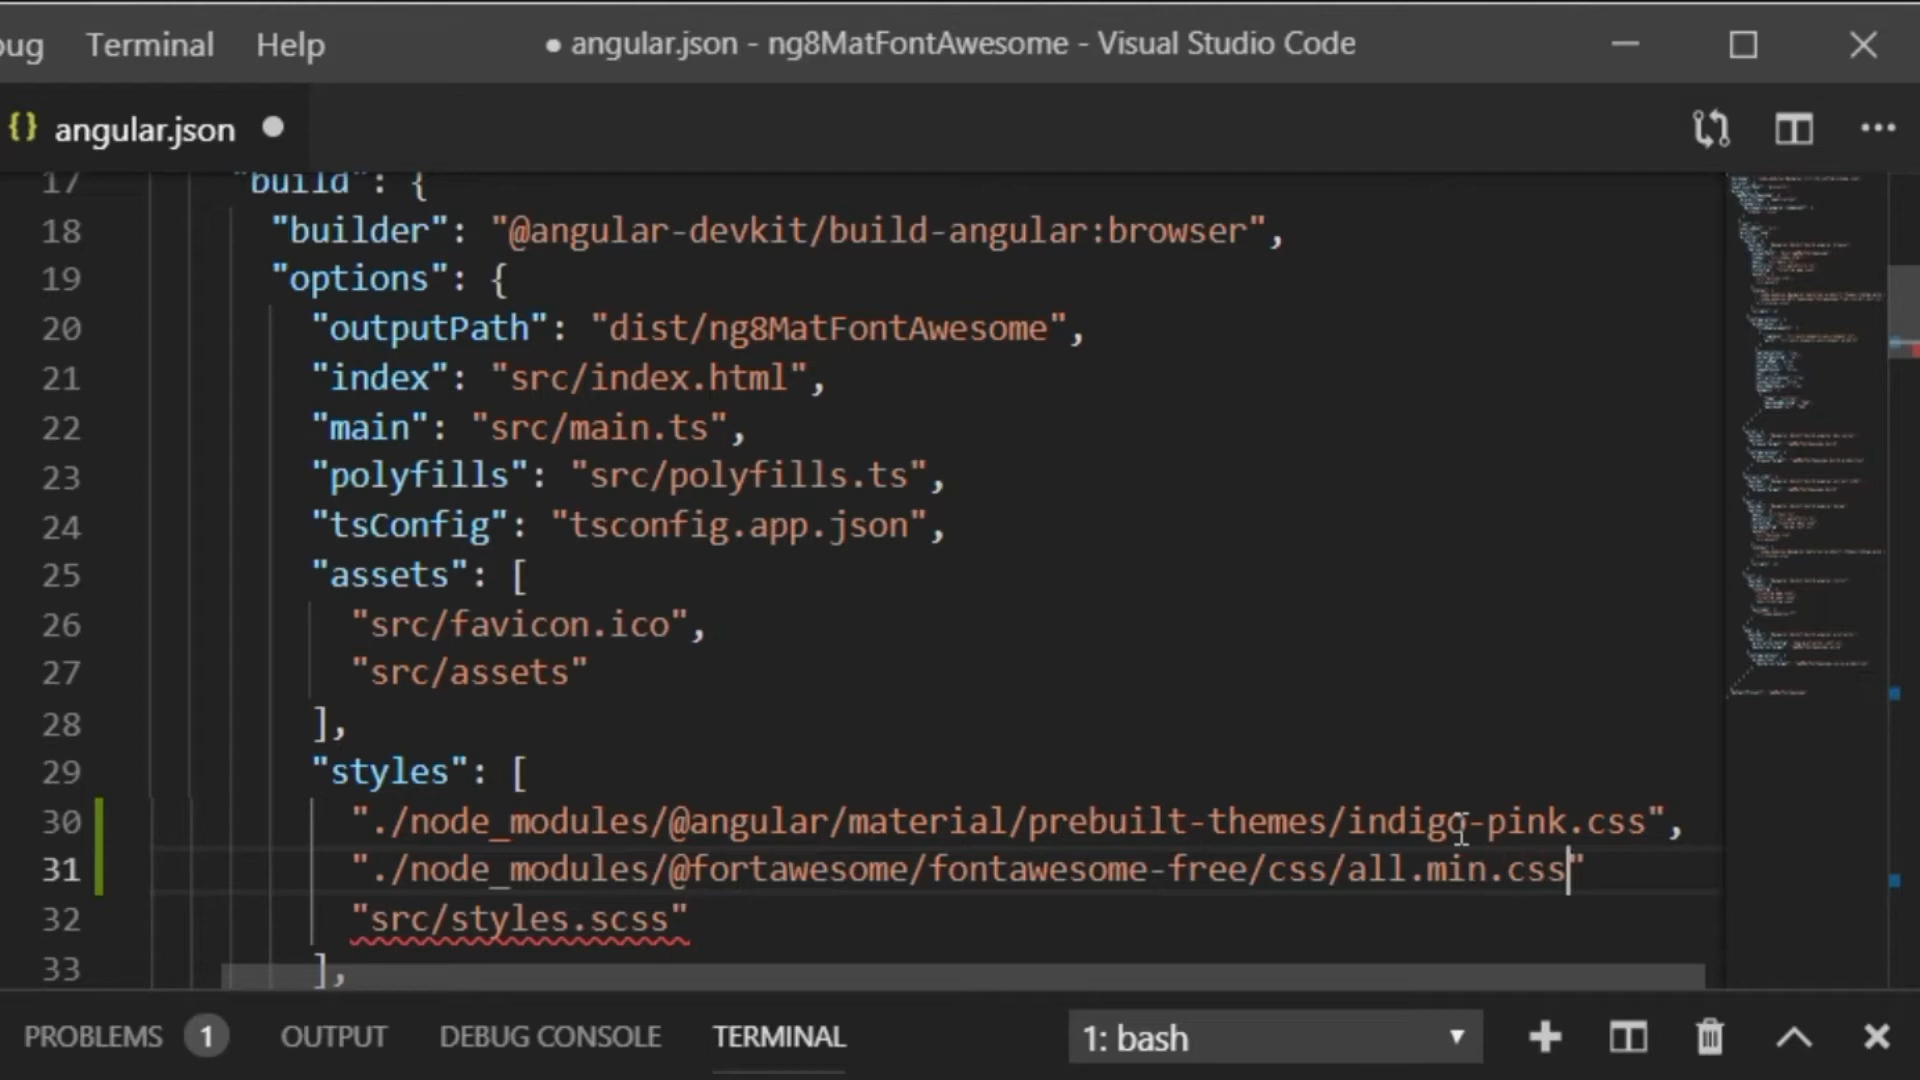 bug Terminal Help ● angular.json - ng8MatFontAwesome - Visual Studio Code
{} angular.json ●
17 "build": {
18 "builder": "@angular-devkit/build-angular:browser",
19 "options": {
20 "outputPath": "dist/ng8MatFontAwesome",
21 "index": "src/index.html",
22 "main": "src/main.ts",
23 "polyfills": "src/polyfills.ts",
24 "tsConfig": "tsconfig.app.json",
25 "assets": [
26 "src/favicon.ico",
27 "src/assets"
28 ],
29 "styles": [
30 "./node_modules/@angular/material/prebuilt-themes/indigo-pink.css",
31 "./node_modules/@fortawesome/fontawesome-free/css/all.min.css"
32 "src/styles.scss"
33 ],
PROBLEMS 1 OUTPUT DEBUG CONSOLE TERMINAL 1: bash